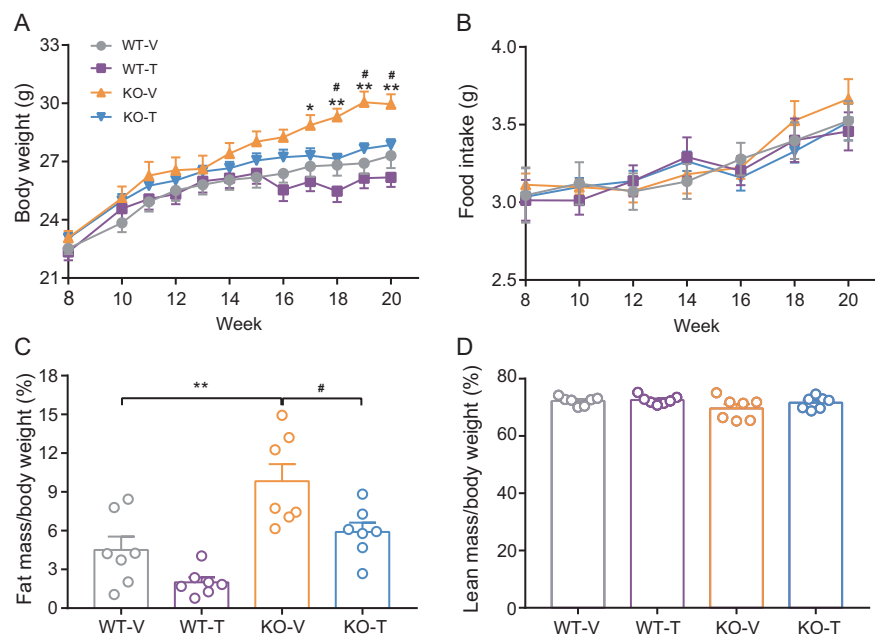 A
Body weight (g)
33
30
27
24
21
WT-V
WT-T
KO-V
KO-T
#
#
#
*
**
**
**
8
10
12
14
16
18
20
Week
B
Food intake (g)
4.0
3.5
3.0
2.5
8
10
12
14
16
18
20
Week
C
Fat mass/body weight (%)
18
15
12
9
6
3
0
**
#
WT-V
WT-T
KO-V
KO-T
D
Lean mass/body weight (%)
80
60
40
20
0
WT-V
WT-T
KO-V
KO-T